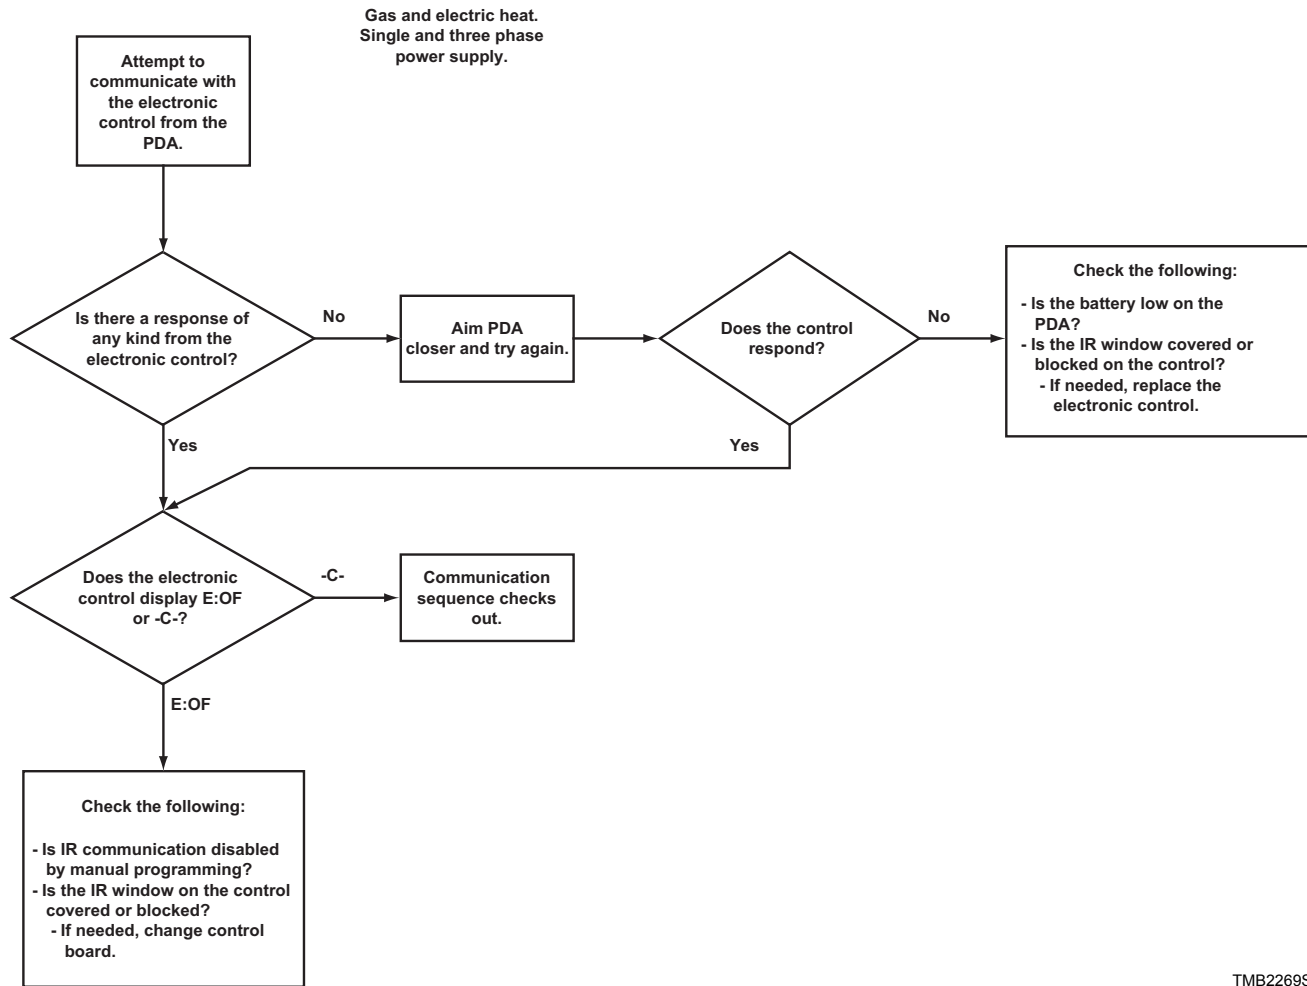 Gas and electric heat.
Single and three phase
power supply.
Attempt to
communicate with
the electronic
control from the
PDA.
Is there a response of
any kind from the
electronic control?
No
Aim PDA
closer and try again.
Does the control
respond?
No
Check the following:
- Is the battery low on the
PDA?
- Is the IR window covered or
blocked on the control?
- If needed, replace the
electronic control.
Yes
Yes
Does the electronic
control display E:OF
or -C-?
-C-
Communication
sequence checks
out.
E:OF
Check the following:
- Is IR communication disabled
by manual programming?
- Is the IR window on the control
covered or blocked?
- If needed, change control
board.
TMB2269S